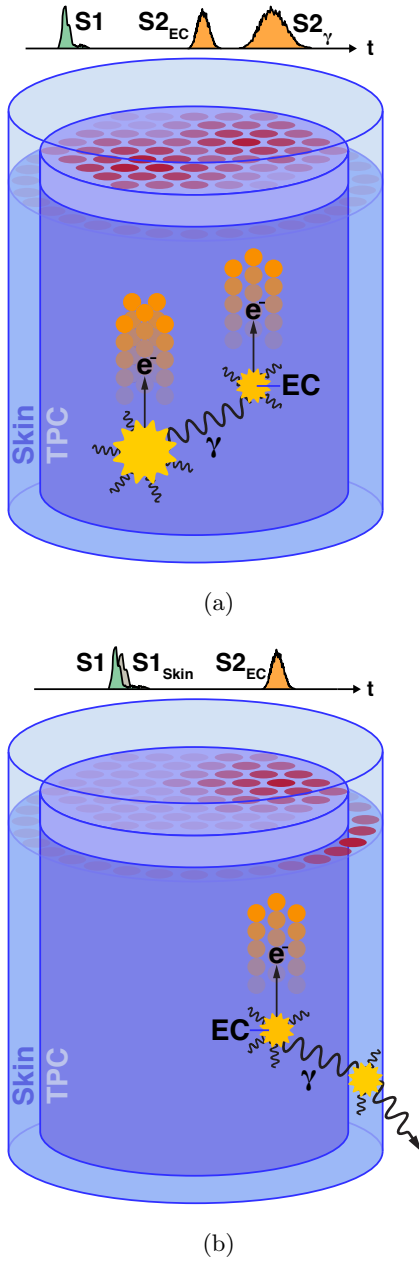 S1 S2EC S2γ t
e⁻
e⁻
EC
γ
Skin
TPC
(a)
S1 S1Skin S2EC t
e⁻
EC
γ
Skin
TPC
(b)